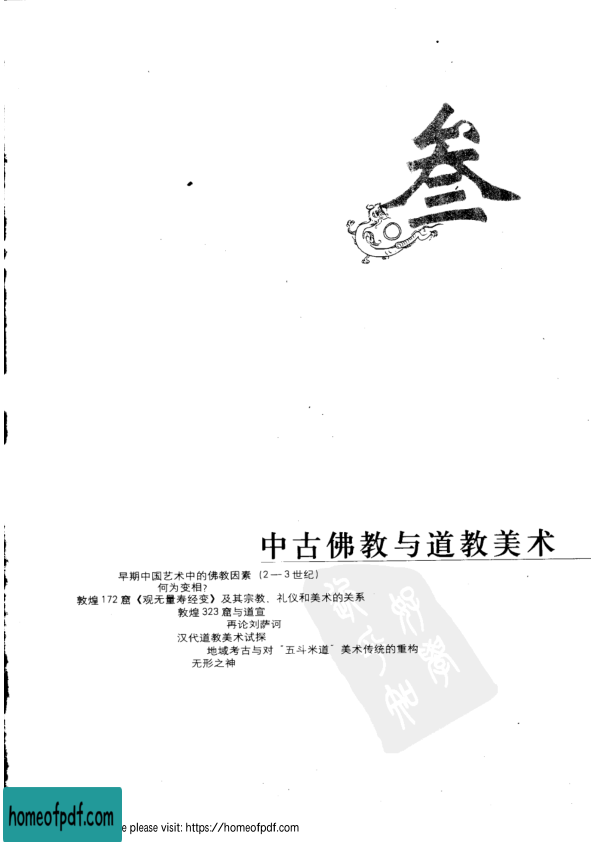 叁
中古佛教与道教美术
早期中国艺术中的佛教因素(2—3世纪)
何为变相?
敦煌172窟《观无量寿经变》及其宗教、礼仪和美术的关系
敦煌323窟与道宣
再论刘萨诃
汉代道教美术试探
地域考古与对“五斗米道”美术传统的重构
无形之神
homeofpdf.com
e please visit: https://homeofpdf.com